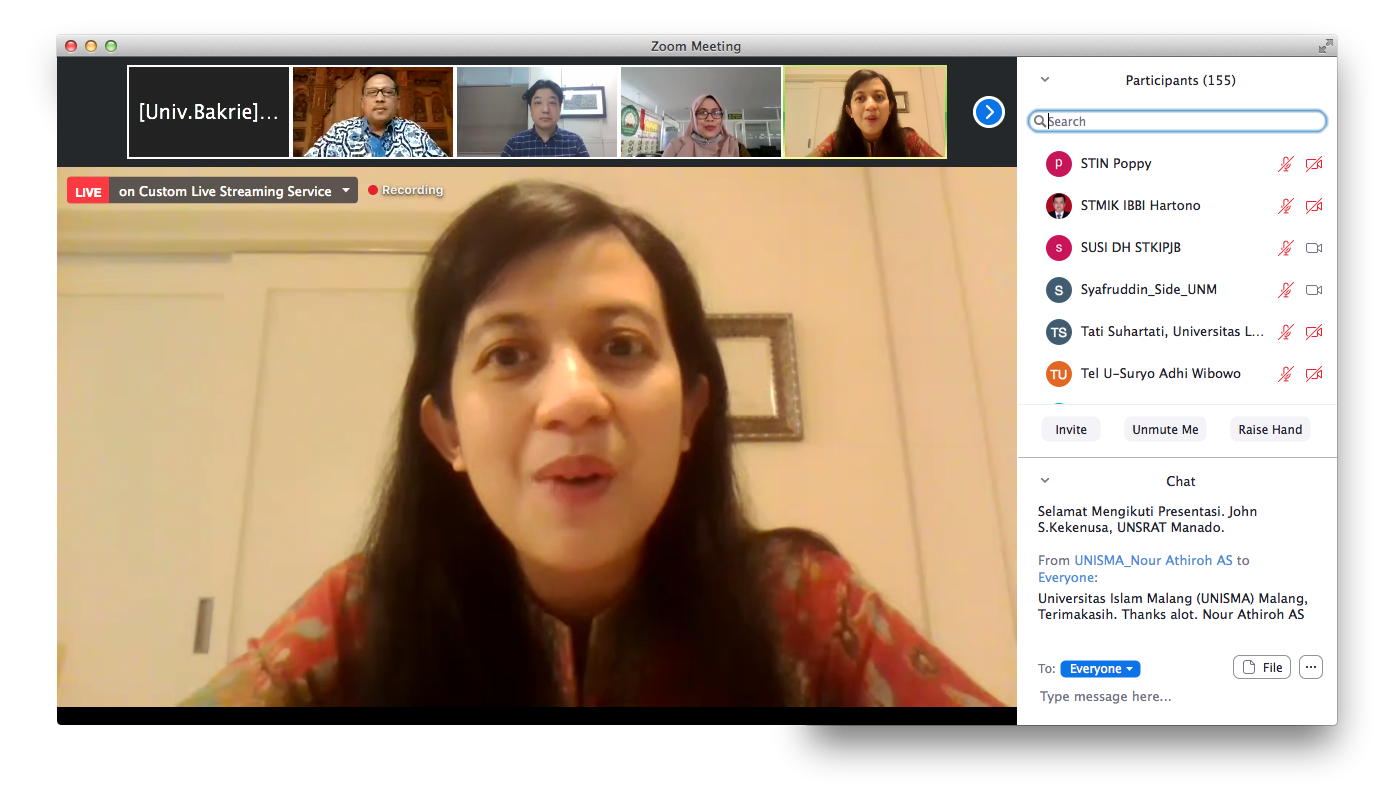 Zoom Meeting
[Univ.Bakrie]...
LIVE on Custom Live Streaming Service
Recording
Participants (155)
Search
P STIN Poppy
STMIK IBBI Hartono
S SUSI DH STKIPJB
S Syafruddin_Side_UNM
TS Tati Suhartati, Universitas L...
TU Tel U-Suryo Adhi Wibowo
Invite Unmute Me Raise Hand
Chat
Selamat Mengikuti Presentasi. John
S.Kekenusa, UNSRAT Manado.
From UNISMA_Nour Athiroh AS to
Everyone:
Universitas Islam Malang (UNISMA) Malang,
Terimakasih. Thanks alot. Nour Athiroh AS
To: Everyone File ...
Type message here...